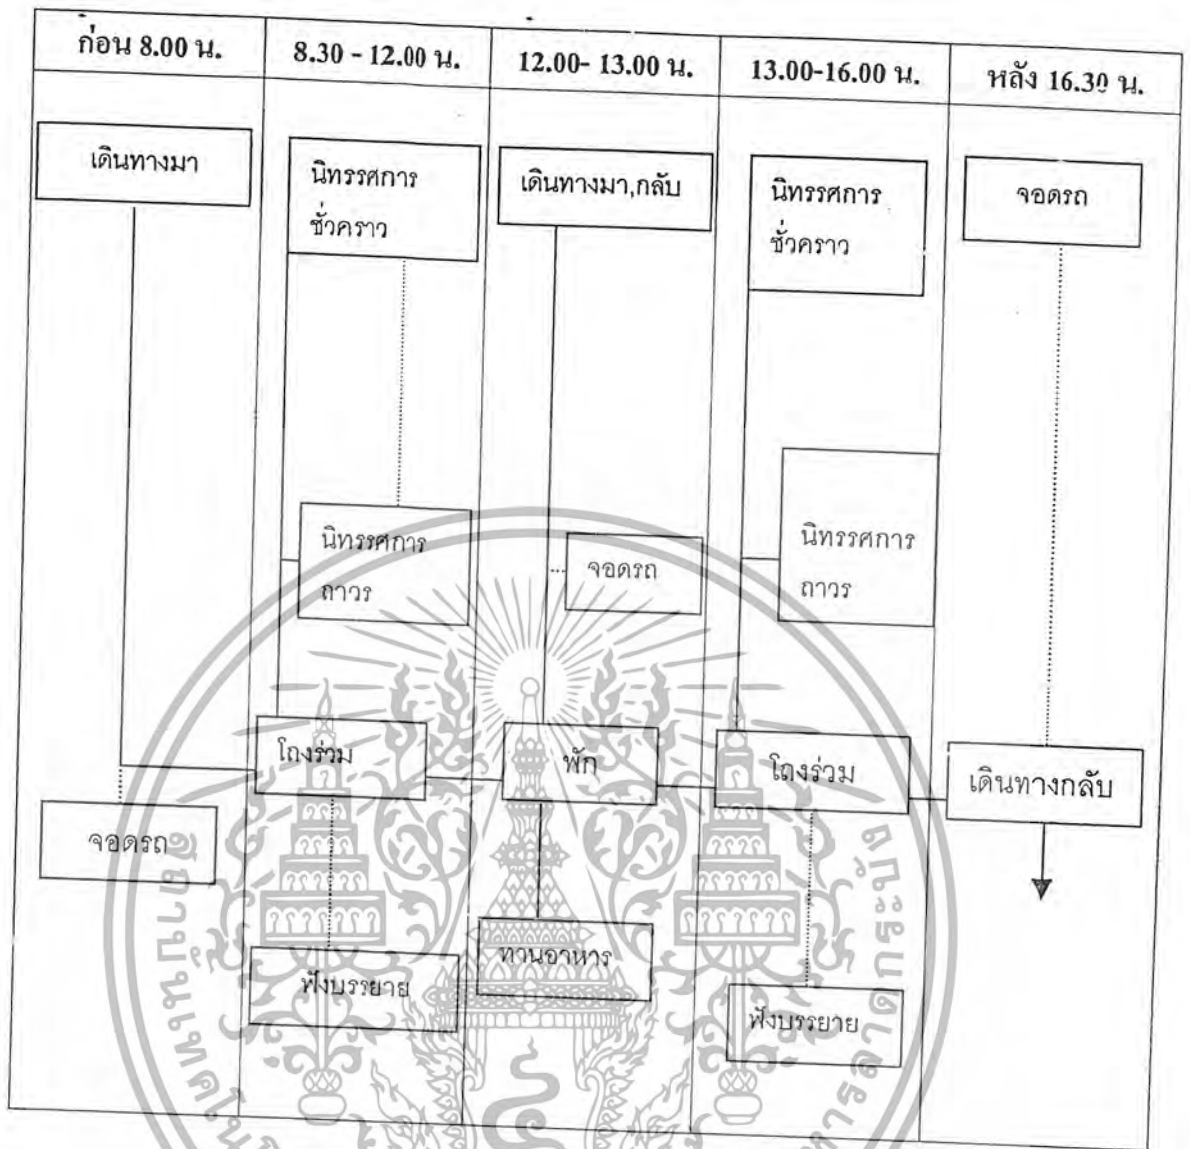 ก่อน 8.00 น.
8.30 - 12.00 น.
12.00- 13.00 น.
13.00-16.00 น.
หลัง 16.30 น.
เดินทางมา
นิทรรศการ
ชั่วคราว
เดินทางมา,กลับ
นิทรรศการ
ชั่วคราว
จอดรถ
นิทรรศการ
ถาวร
จอดรถ
นิทรรศการ
ถาวร
โถงร่วม
พัก
โถงร่วม
เดินทางกลับ
จอดรถ
ฟังบรรยาย
ทานอาหาร
ฟังบรรยาย